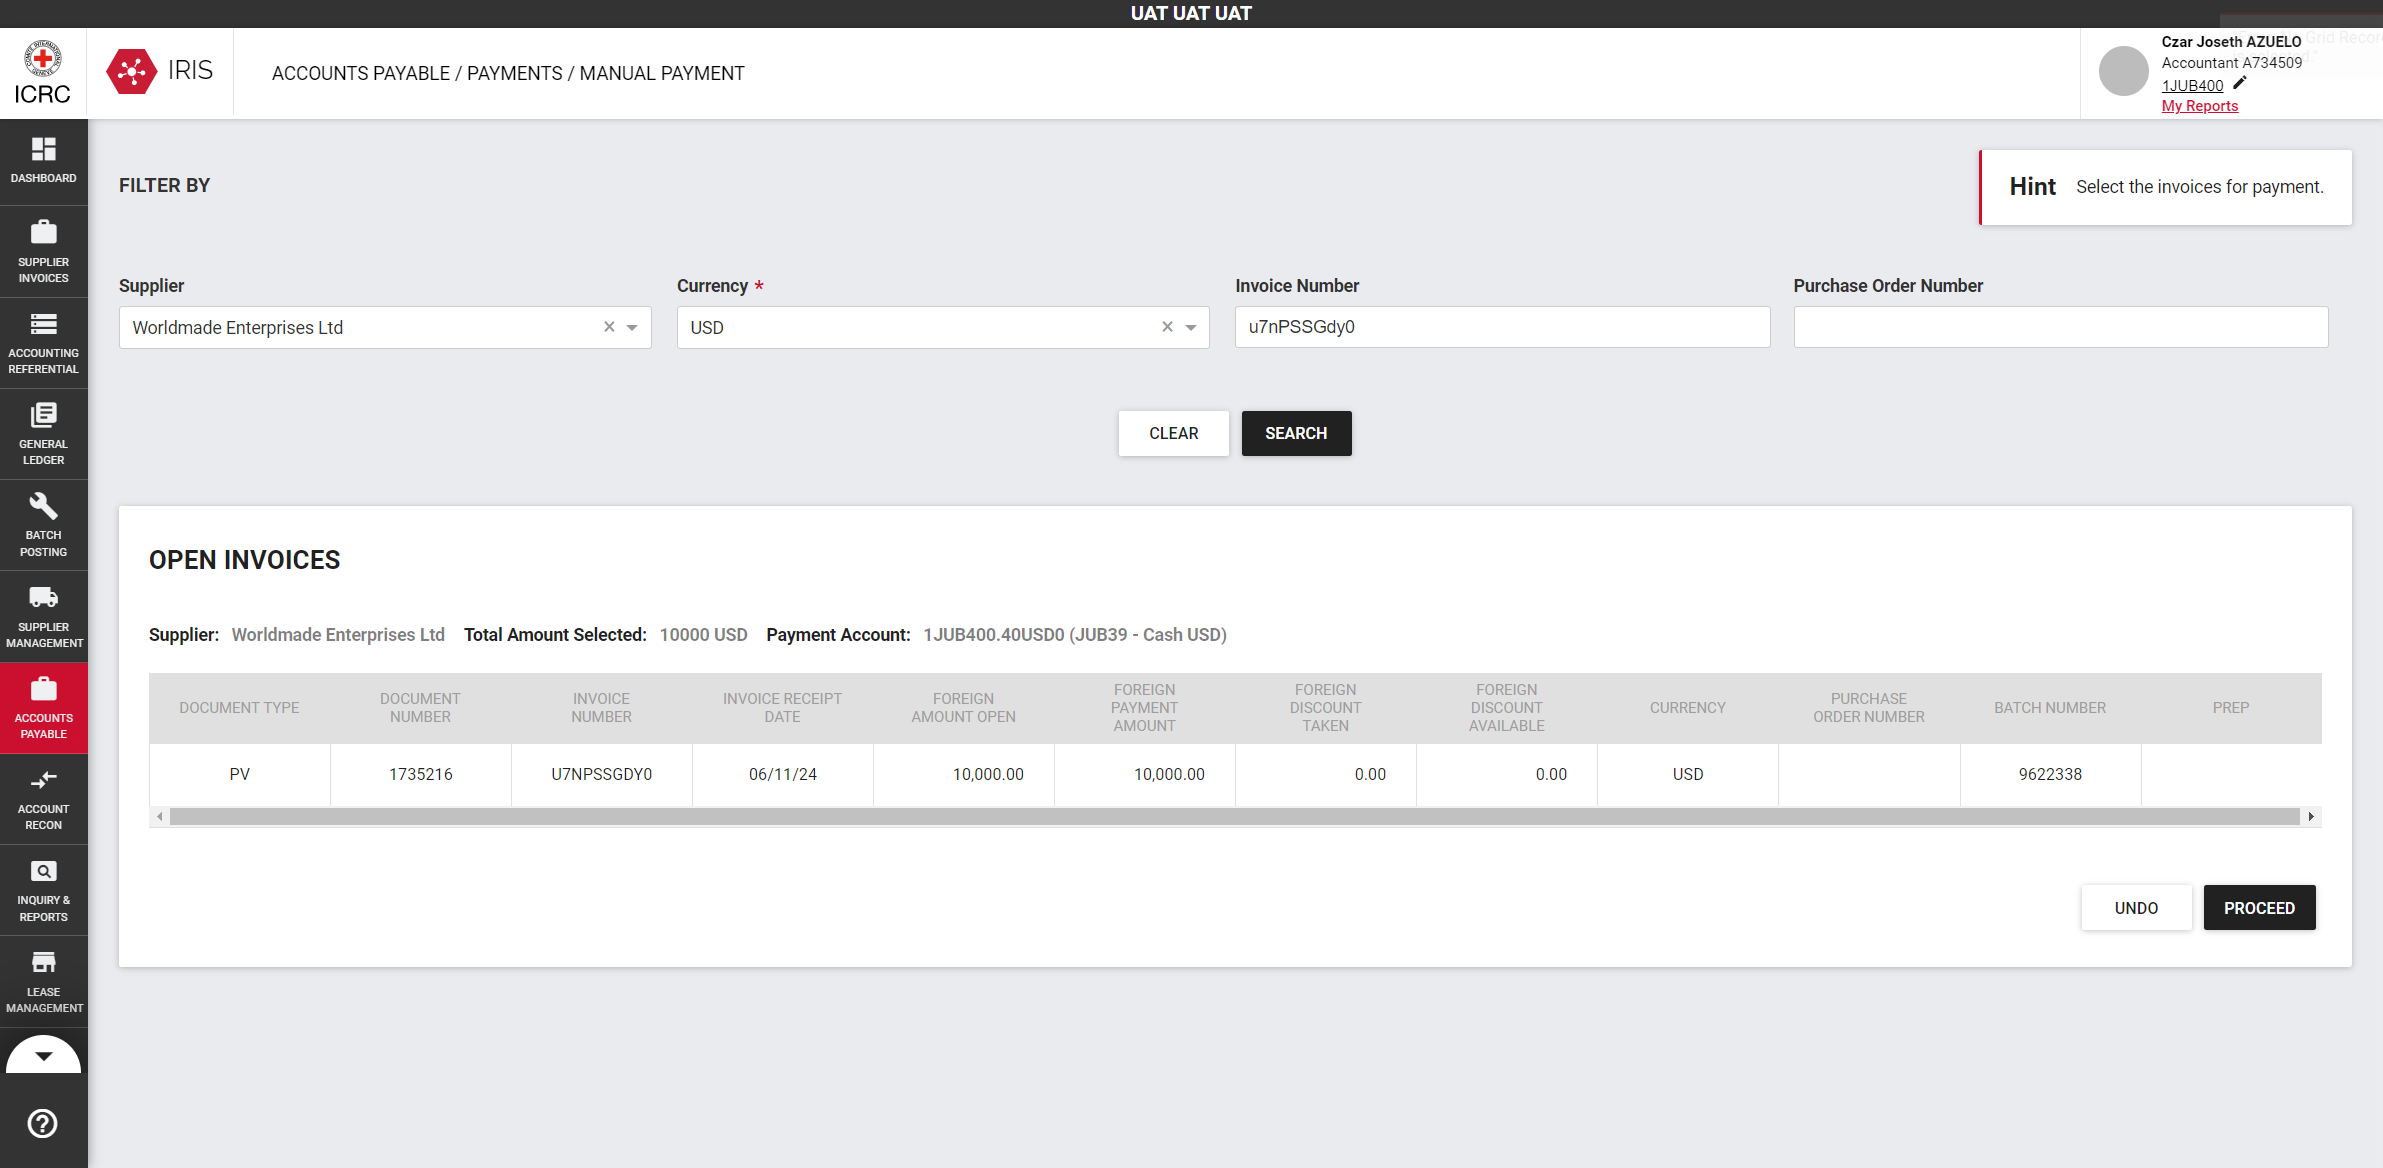 UAT UAT UAT
ICRC
IRIS
ACCOUNTS PAYABLE / PAYMENTS / MANUAL PAYMENT
Czar Joseth AZUELO
Accountant A734509
1JUB400
My Reports
DASHBOARD
SUPPLIER
INVOICES
ACCOUNTING
REFERENTIAL
GENERAL
LEDGER
BATCH
POSTING
SUPPLIER
MANAGEMENT
ACCOUNTS
PAYABLE
ACCOUNT
RECON
INQUIRY &
REPORTS
LEASE
MANAGEMENT
FILTER BY
Hint Select the invoices for payment.
Supplier
Worldmade Enterprises Ltd
Currency *
USD
Invoice Number
u7nPSSGdy0
Purchase Order Number
CLEAR
SEARCH
OPEN INVOICES
Supplier: Worldmade Enterprises Ltd Total Amount Selected: 10000 USD Payment Account: 1JUB400.40USD0 (JUB39 - Cash USD)
DOCUMENT TYPE
DOCUMENT
NUMBER
INVOICE
NUMBER
INVOICE RECEIPT
DATE
FOREIGN
AMOUNT OPEN
FOREIGN
PAYMENT
AMOUNT
FOREIGN
DISCOUNT
TAKEN
FOREIGN
DISCOUNT
AVAILABLE
CURRENCY
PURCHASE
ORDER NUMBER
BATCH NUMBER
PREP
PV 1735216 U7NPSSGDY0 06/11/24 10,000.00 10,000.00 0.00 0.00 USD 9622338
UNDO
PROCEED